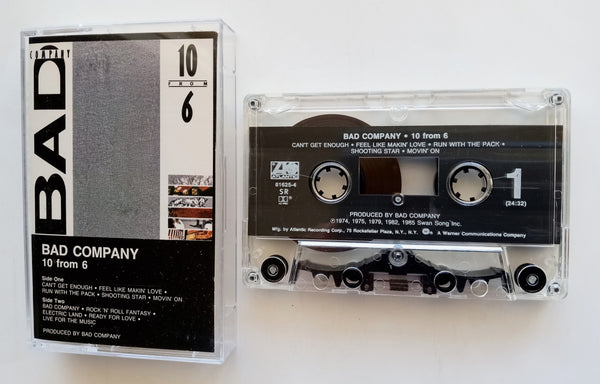 BAD
COMPANY
10
FROM
6
BAD COMPANY
10 from 6
Side One
CAN'T GET ENOUGH • FEEL LIKE MAKIN' LOVE •
RUN WITH THE PACK • SHOOTING STAR • MOVIN' ON
Side Two
BAD COMPANY • ROCK 'N' ROLL FANTASY •
ELECTRIC LAND • READY FOR LOVE •
LIVE FOR THE MUSIC
PRODUCED BY BAD COMPANY
BAD COMPANY • 10 from 6
CAN'T GET ENOUGH • FEEL LIKE MAKIN' LOVE • RUN WITH THE PACK •
SHOOTING STAR • MOVIN' ON
ATLANTIC
81625-4
SR
1
(24:32)
PRODUCED BY BAD COMPANY
℗1974, 1975, 1979, 1982, 1985 Swan Song Inc.
Mfg. by Atlantic Recording Corp., 75 Rockefeller Plaza, N.Y., N.Y. A Warner Communications Company